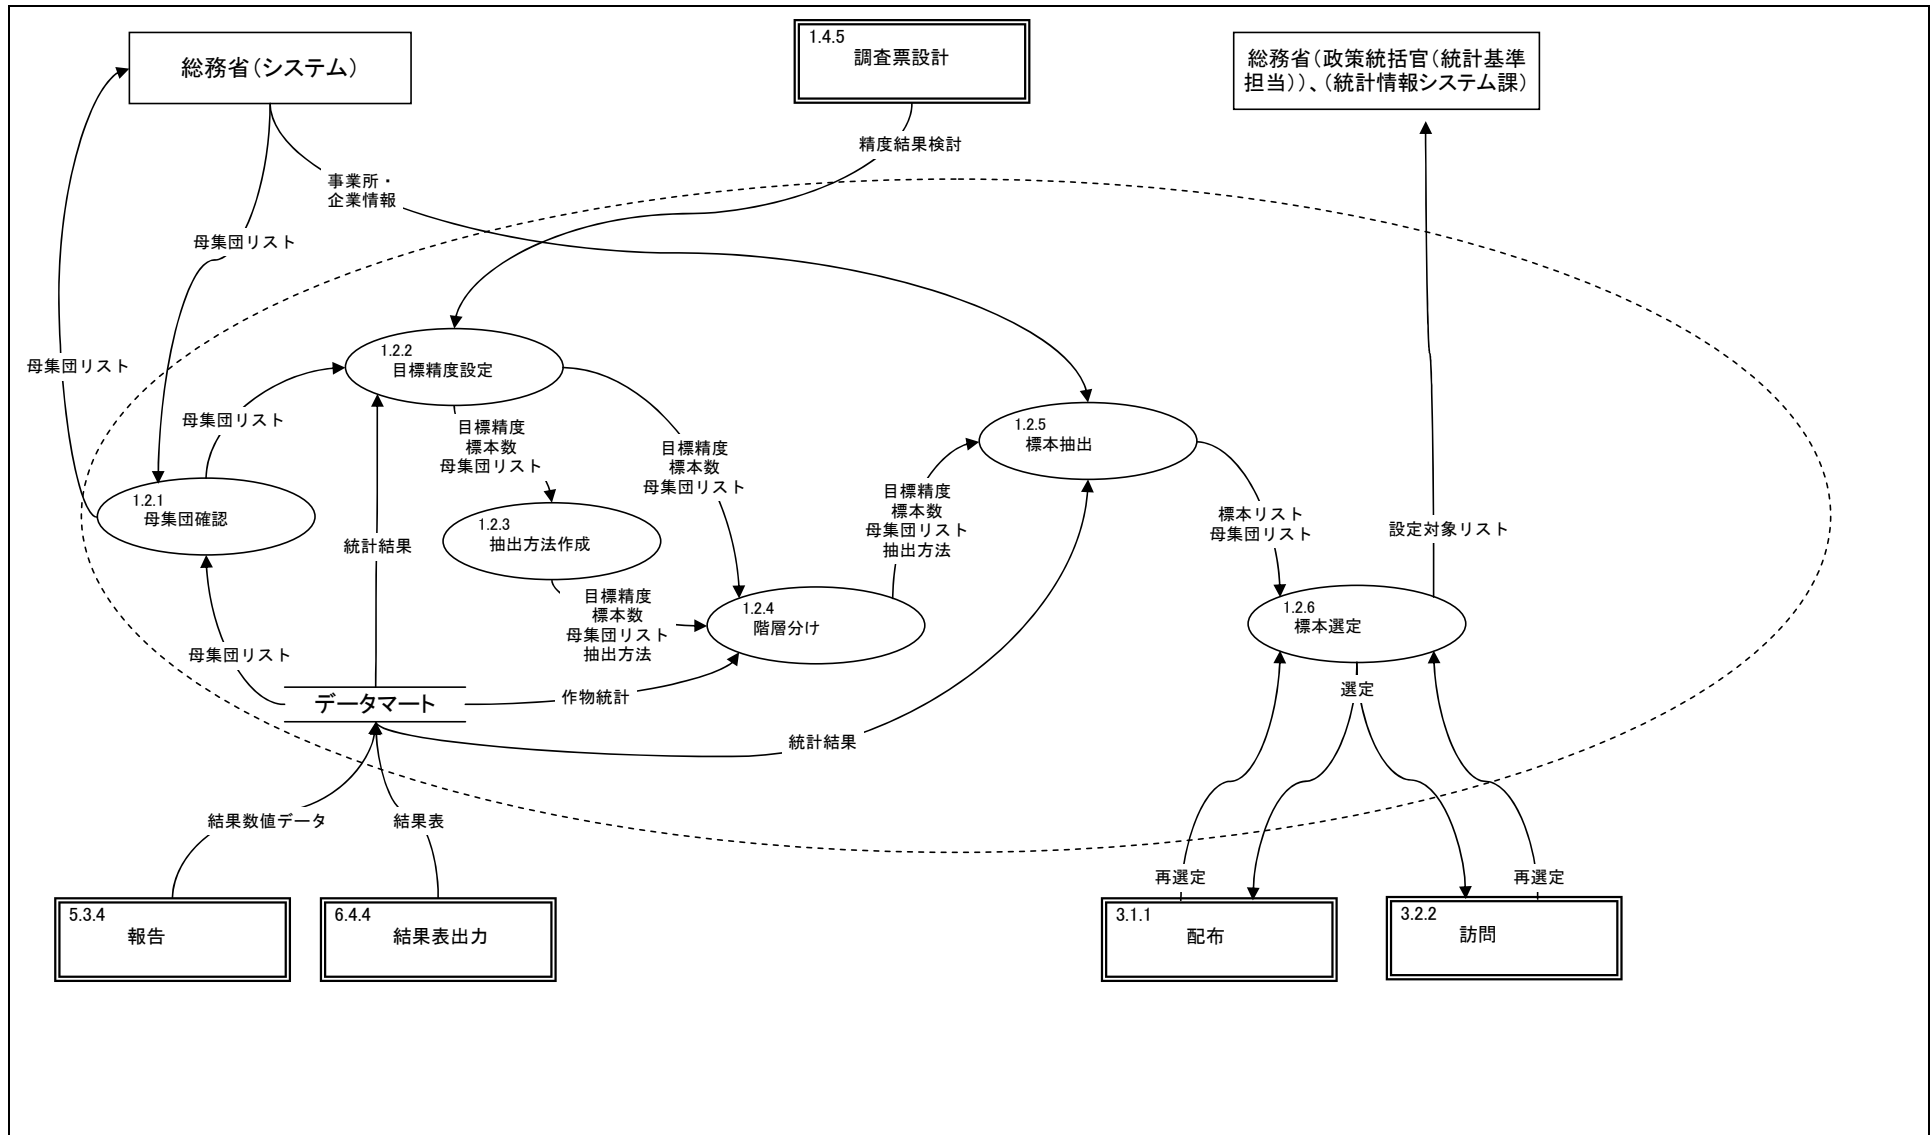 総務省（システム）
1.4.5
調査票設計
総務省（政策統括官（統計基準
担当））、（統計情報システム課）
精度結果検討
事業所・
企業情報
母集団リスト
母集団リスト
1.2.2
目標精度設定
母集団リスト
目標精度
標本数
母集団リスト
目標精度
標本数
母集団リスト
1.2.5
標本抽出
1.2.1
母集団確認
1.2.3
抽出方法作成
統計結果
目標精度
標本数
母集団リスト
抽出方法
標本リスト
母集団リスト
設定対象リスト
目標精度
標本数
母集団リスト
抽出方法
1.2.4
階層分け
1.2.6
標本選定
母集団リスト
データマート
作物統計
選定
統計結果
結果数値データ
結果表
再選定
再選定
5.3.4
報告
6.4.4
結果表出力
3.1.1
配布
3.2.2
訪問